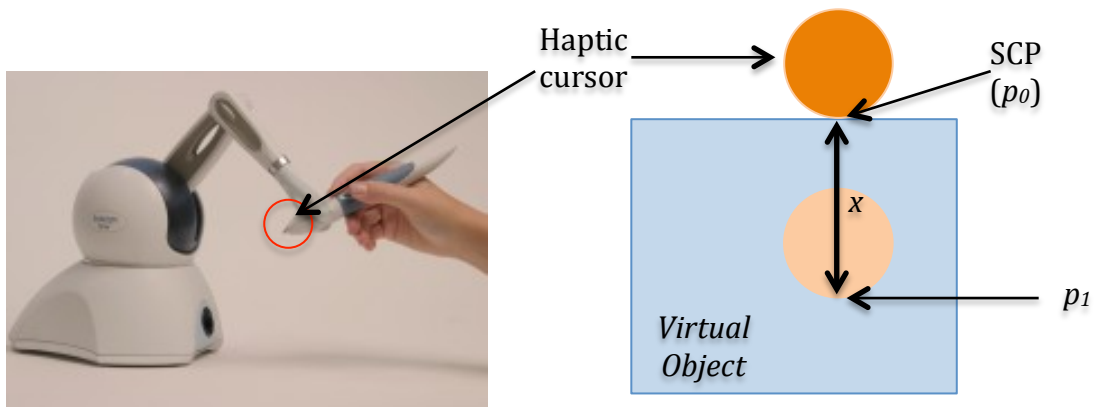 Haptic
cursor
SCP
(p0)
x
p1
Virtual
Object